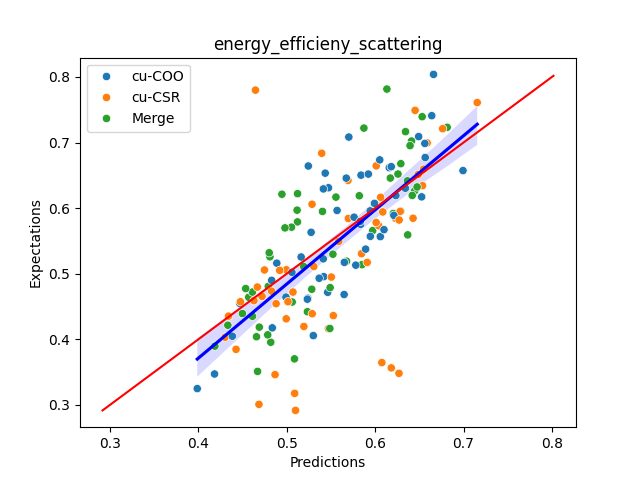 energy_efficieny_scattering
cu-COO
cu-CSR
Merge
0.8
0.7
0.6
0.5
0.4
0.3
Expectations
0.3 0.4 0.5 0.6 0.7 0.8
Predictions